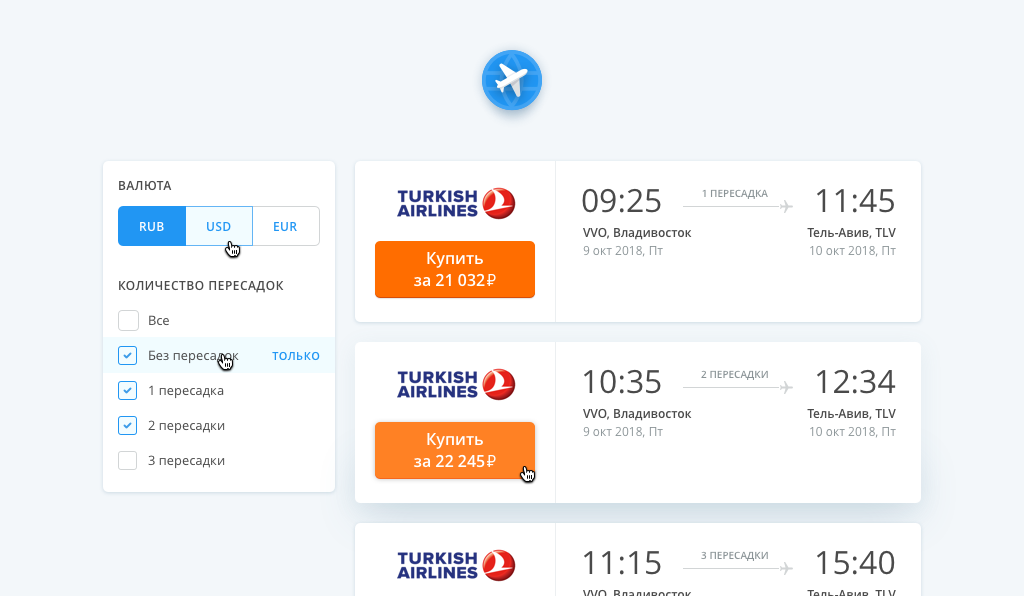 ВАЛЮТА
RUB USD EUR
КОЛИЧЕСТВО ПЕРЕСАДОК
Все
Без пересадок ТОЛЬКО
1 пересадка
2 пересадки
3 пересадки
TURKISH
AIRLINES
Купить
за 21 032₽
09:25 1 ПЕРЕСАДКА 11:45
VVO, Владивосток Тель-Авив, TLV
9 окт 2018, Пт 10 окт 2018, Пт
TURKISH
AIRLINES
Купить
за 22 245₽
10:35 2 ПЕРЕСАДКИ 12:34
VVO, Владивосток Тель-Авив, TLV
9 окт 2018, Пт 10 окт 2018, Пт
TURKISH
AIRLINES
11:15 3 ПЕРЕСАДКИ 15:40
VVO, Владивосток Тель-Авив, TLV